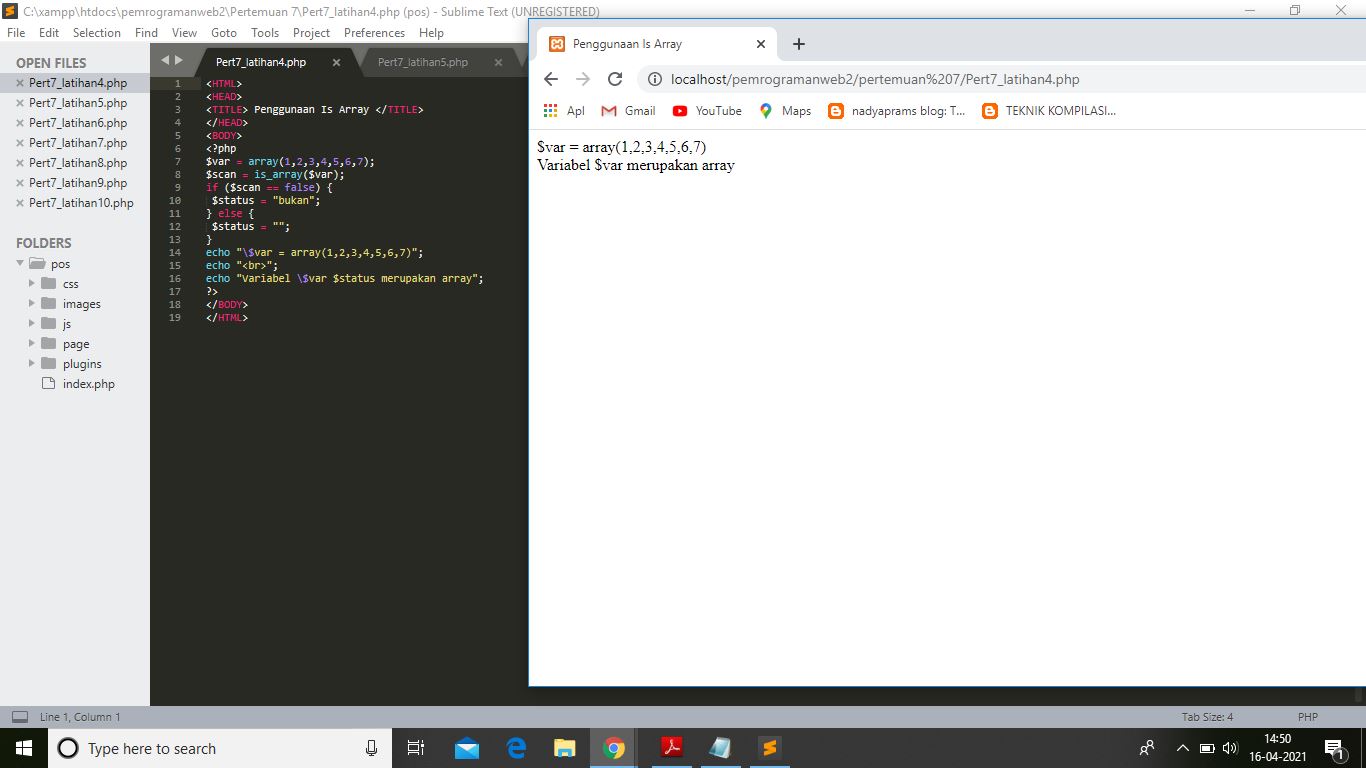 C:\xampp\htdocs\pemrogramanweb2\Pertemuan 7\Pert7_latihan4.php (pos) - Sublime Text (UNREGISTERED)
File Edit Selection Find View Goto Tools Project Preferences Help
OPEN FILES
Pert7_latihan4.php
Pert7_latihan5.php
Pert7_latihan6.php
Pert7_latihan7.php
Pert7_latihan8.php
Pert7_latihan9.php
Pert7_latihan10.php
FOLDERS
pos
css
images
js
page
plugins
index.php
Pert7_latihan4.php Pert7_latihan5.php
1 <HTML>
2 <HEAD>
3 <TITLE> Penggunaan Is Array </TITLE>
4 </HEAD>
5 <BODY>
6 <?php
7 $var = array(1,2,3,4,5,6,7);
8 $scan = is_array($var);
9 if ($scan == false) {
10 $status = "bukan";
11 } else {
12 $status = "";
13 }
14 echo "\$var = array(1,2,3,4,5,6,7)";
15 echo "<br>";
16 echo "Variabel \$var $status merupakan array";
17 ?>
18 </BODY>
19 </HTML>
Penggunaan Is Array
localhost/pemrogramanweb2/pertemuan%207/Pert7_latihan4.php
Apl Gmail YouTube Maps nadyaprams blog: T... TEKNIK KOMPILASI...
$var = array(1,2,3,4,5,6,7)
Variabel $var merupakan array
Line 1, Column 1 Tab Size: 4 PHP
Type here to search
14:50
16-04-2021
1